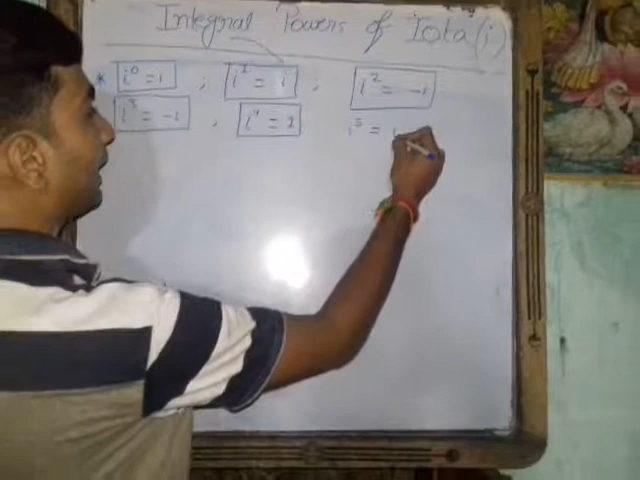 Integral Powers of Iota (i)
* i⁰ = 1 ; i¹ = i ; i² = -1
i³ = -i , i⁴ = 1 i⁵ =